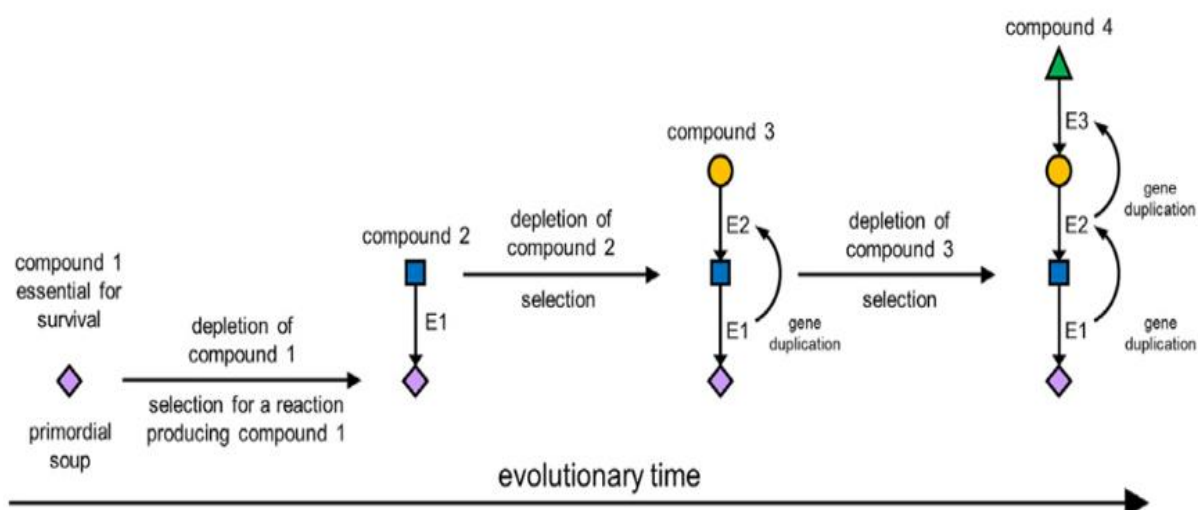 compound 1
essential for
survival
primordial
soup
depletion of
compound 1
selection for a reaction
producing compound 1
compound 2
E1
depletion of
compound 2
selection
compound 3
E2
E1
gene
duplication
depletion of
compound 3
selection
compound 4
E3
gene
duplication
E2
E1
gene
duplication
evolutionary time